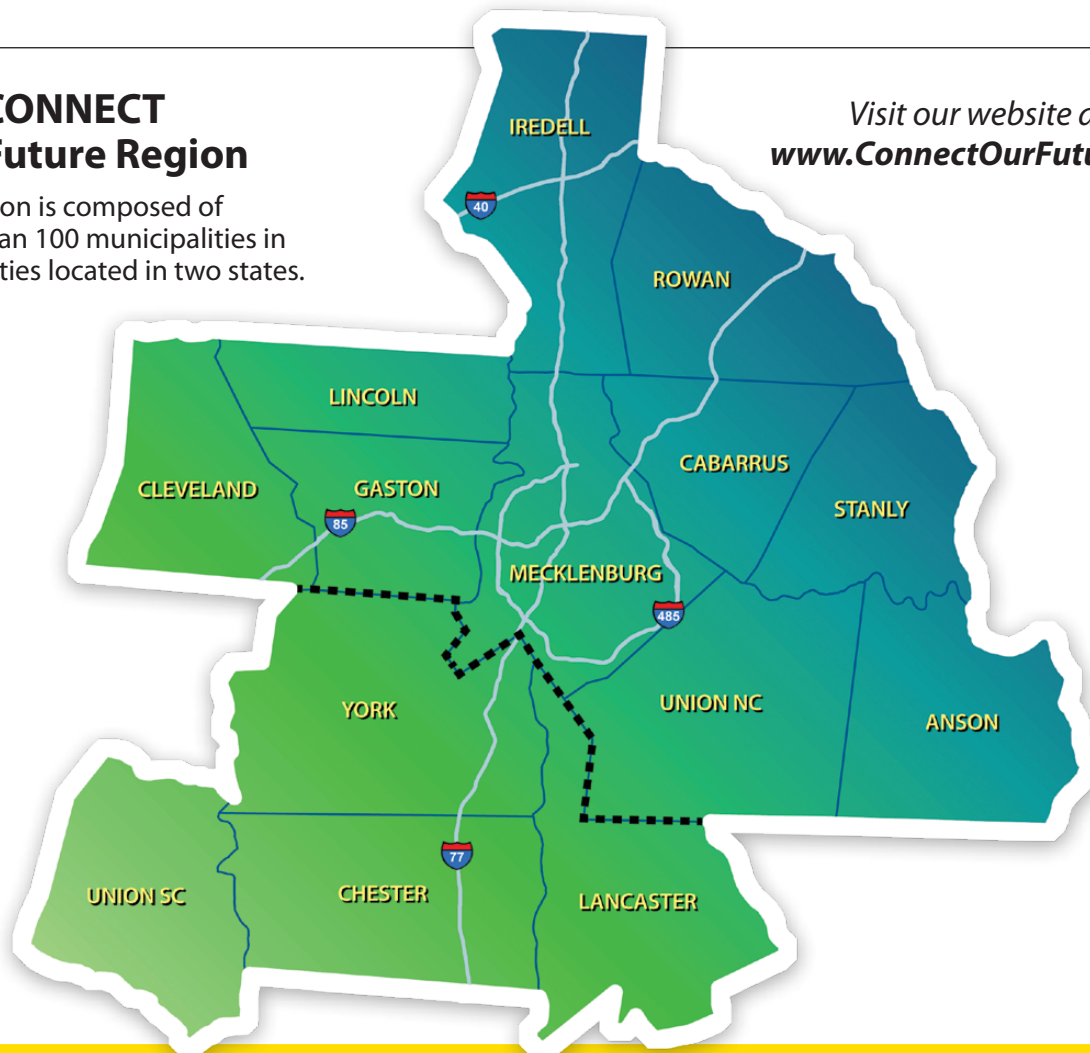 CONNECT
Future Region
on is composed of
an 100 municipalities in
ties located in two states.
Visit our website a
www.ConnectOurFutu
IREDELL
40
ROWAN
LINCOLN
CABARRUS
CLEVELAND
GASTON
STANLY
85
MECKLENBURG
485
YORK
UNION NC
ANSON
77
UNION SC
CHESTER
LANCASTER